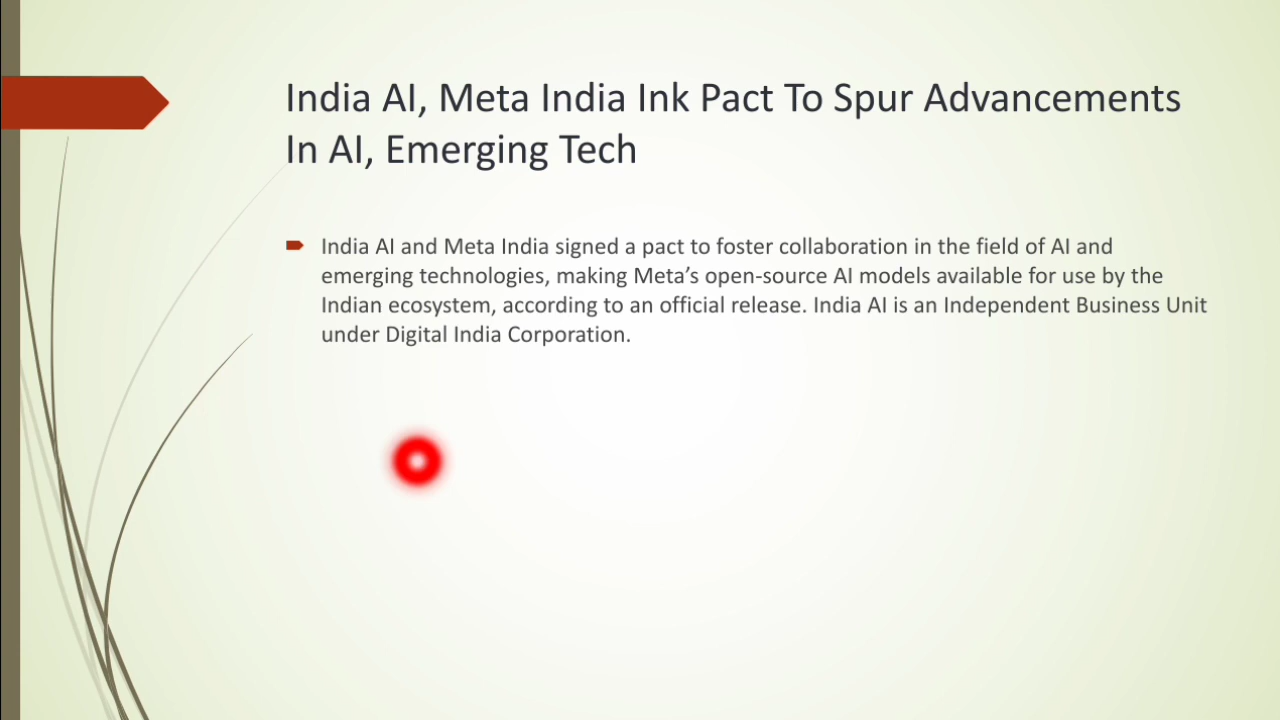 India AI, Meta India Ink Pact To Spur Advancements
In AI, Emerging Tech
India AI and Meta India signed a pact to foster collaboration in the field of AI and
emerging technologies, making Meta’s open-source AI models available for use by the
Indian ecosystem, according to an official release. India AI is an Independent Business Unit
under Digital India Corporation.